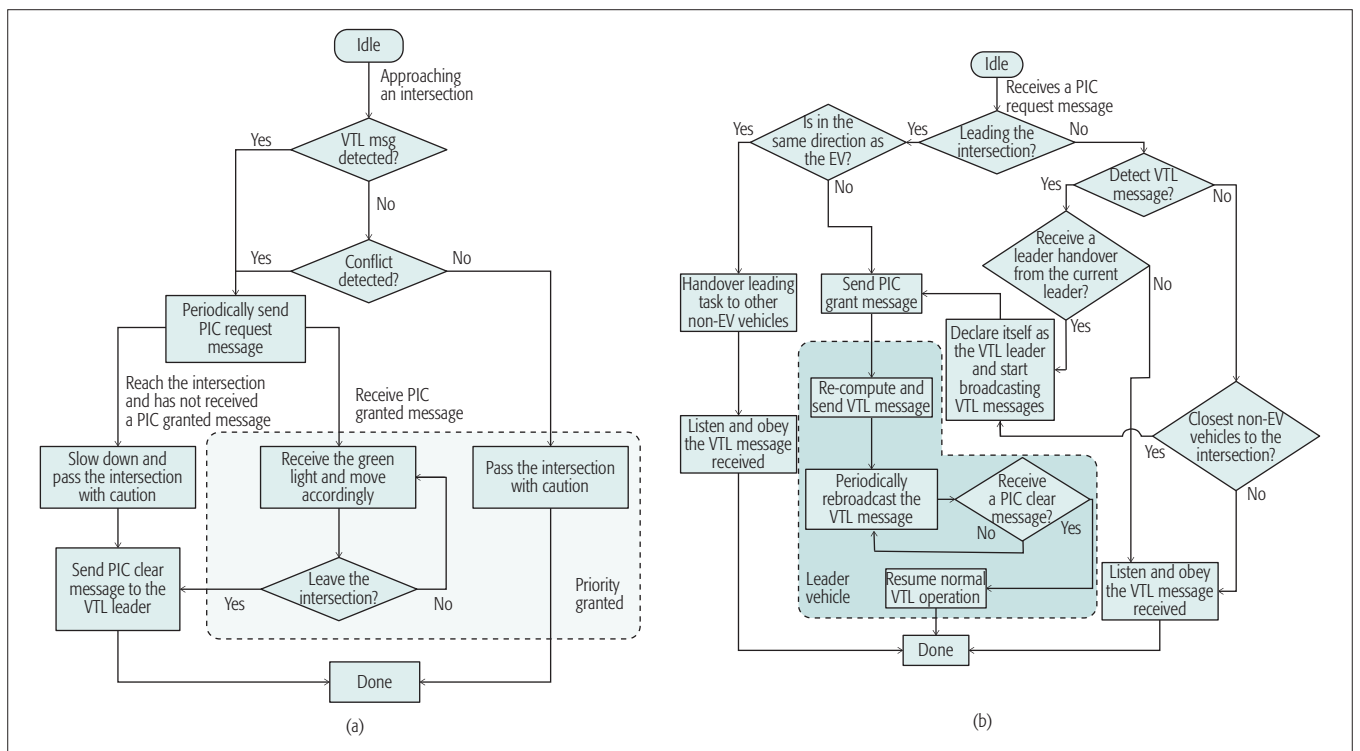 Idle
Approaching
an intersection
VTL msg
detected?
Yes
No
Conflict
detected?
Yes
No
Periodically send
PIC request
message
Reach the intersection
and has not received
a PIC granted message
Receive PIC
granted message
Slow down and
pass the intersection
with caution
Receive the green
light and move
accordingly
Pass the intersection
with caution
Send PIC clear
message to the
VTL leader
Leave the
intersection?
Yes
No
Priority
granted
Done
(a)
Idle
Receives a PIC
request message
Leading the
intersection?
Yes
No
Is in the
same direction as
the EV?
Yes
No
Detect VTL
message?
Yes
No
Receive a
leader handover
from the current
leader?
No
Yes
Handover leading
task to other
non-EV vehicles
Send PIC
grant message
Declare itself as
the VTL leader
and start
broadcasting
VTL messages
Re-compute and
send VTL message
Closest non-EV
vehicles to the
intersection?
Yes
No
Listen and obey
the VTL message
received
Periodically
rebroadcast the
VTL message
Receive
a PIC clear
message?
No
Yes
Leader
vehicle
Resume normal
VTL operation
Listen and obey
the VTL message
received
Done
(b)